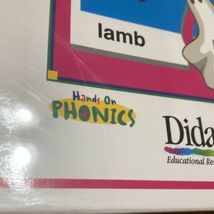 lamb
Hands On
PHONICS
Dida
Educational Re